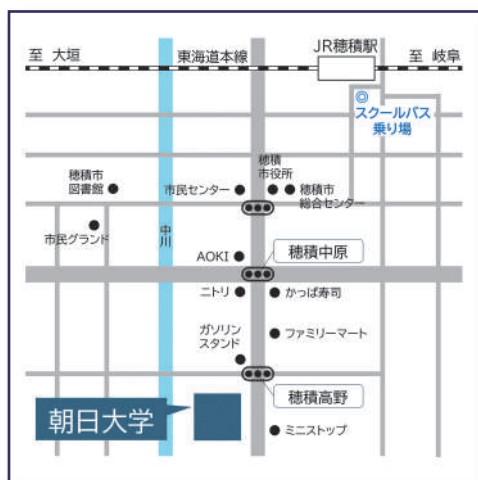 JR穂積駅
至 大垣
東海道本線
至 岐阜
◎
スクールバス
乗り場
穂積市
図書館
市民センター
穂積
市役所
穂積市
総合センター
市民グランド
中川
AOKI
穂積中原
ニトリ
かっぱ寿司
ガソリン
スタンド
ファミリーマート
穂積高野
朝日大学
ミニストップ